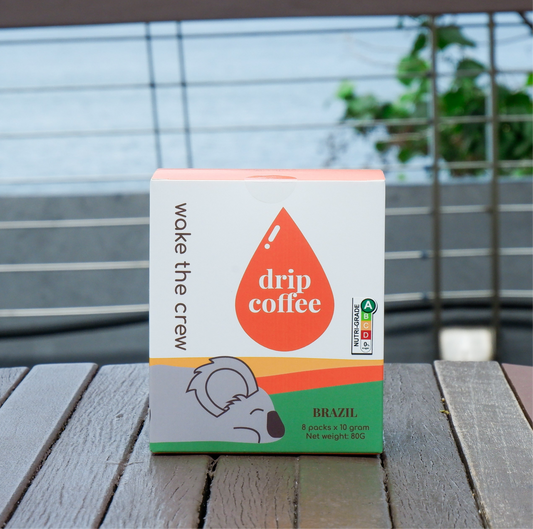 wake the crew
drip
coffee
NUTRI-GRADE
A
B
C
D
BRAZIL
8 packs x 10 gram
Net weight: 80G